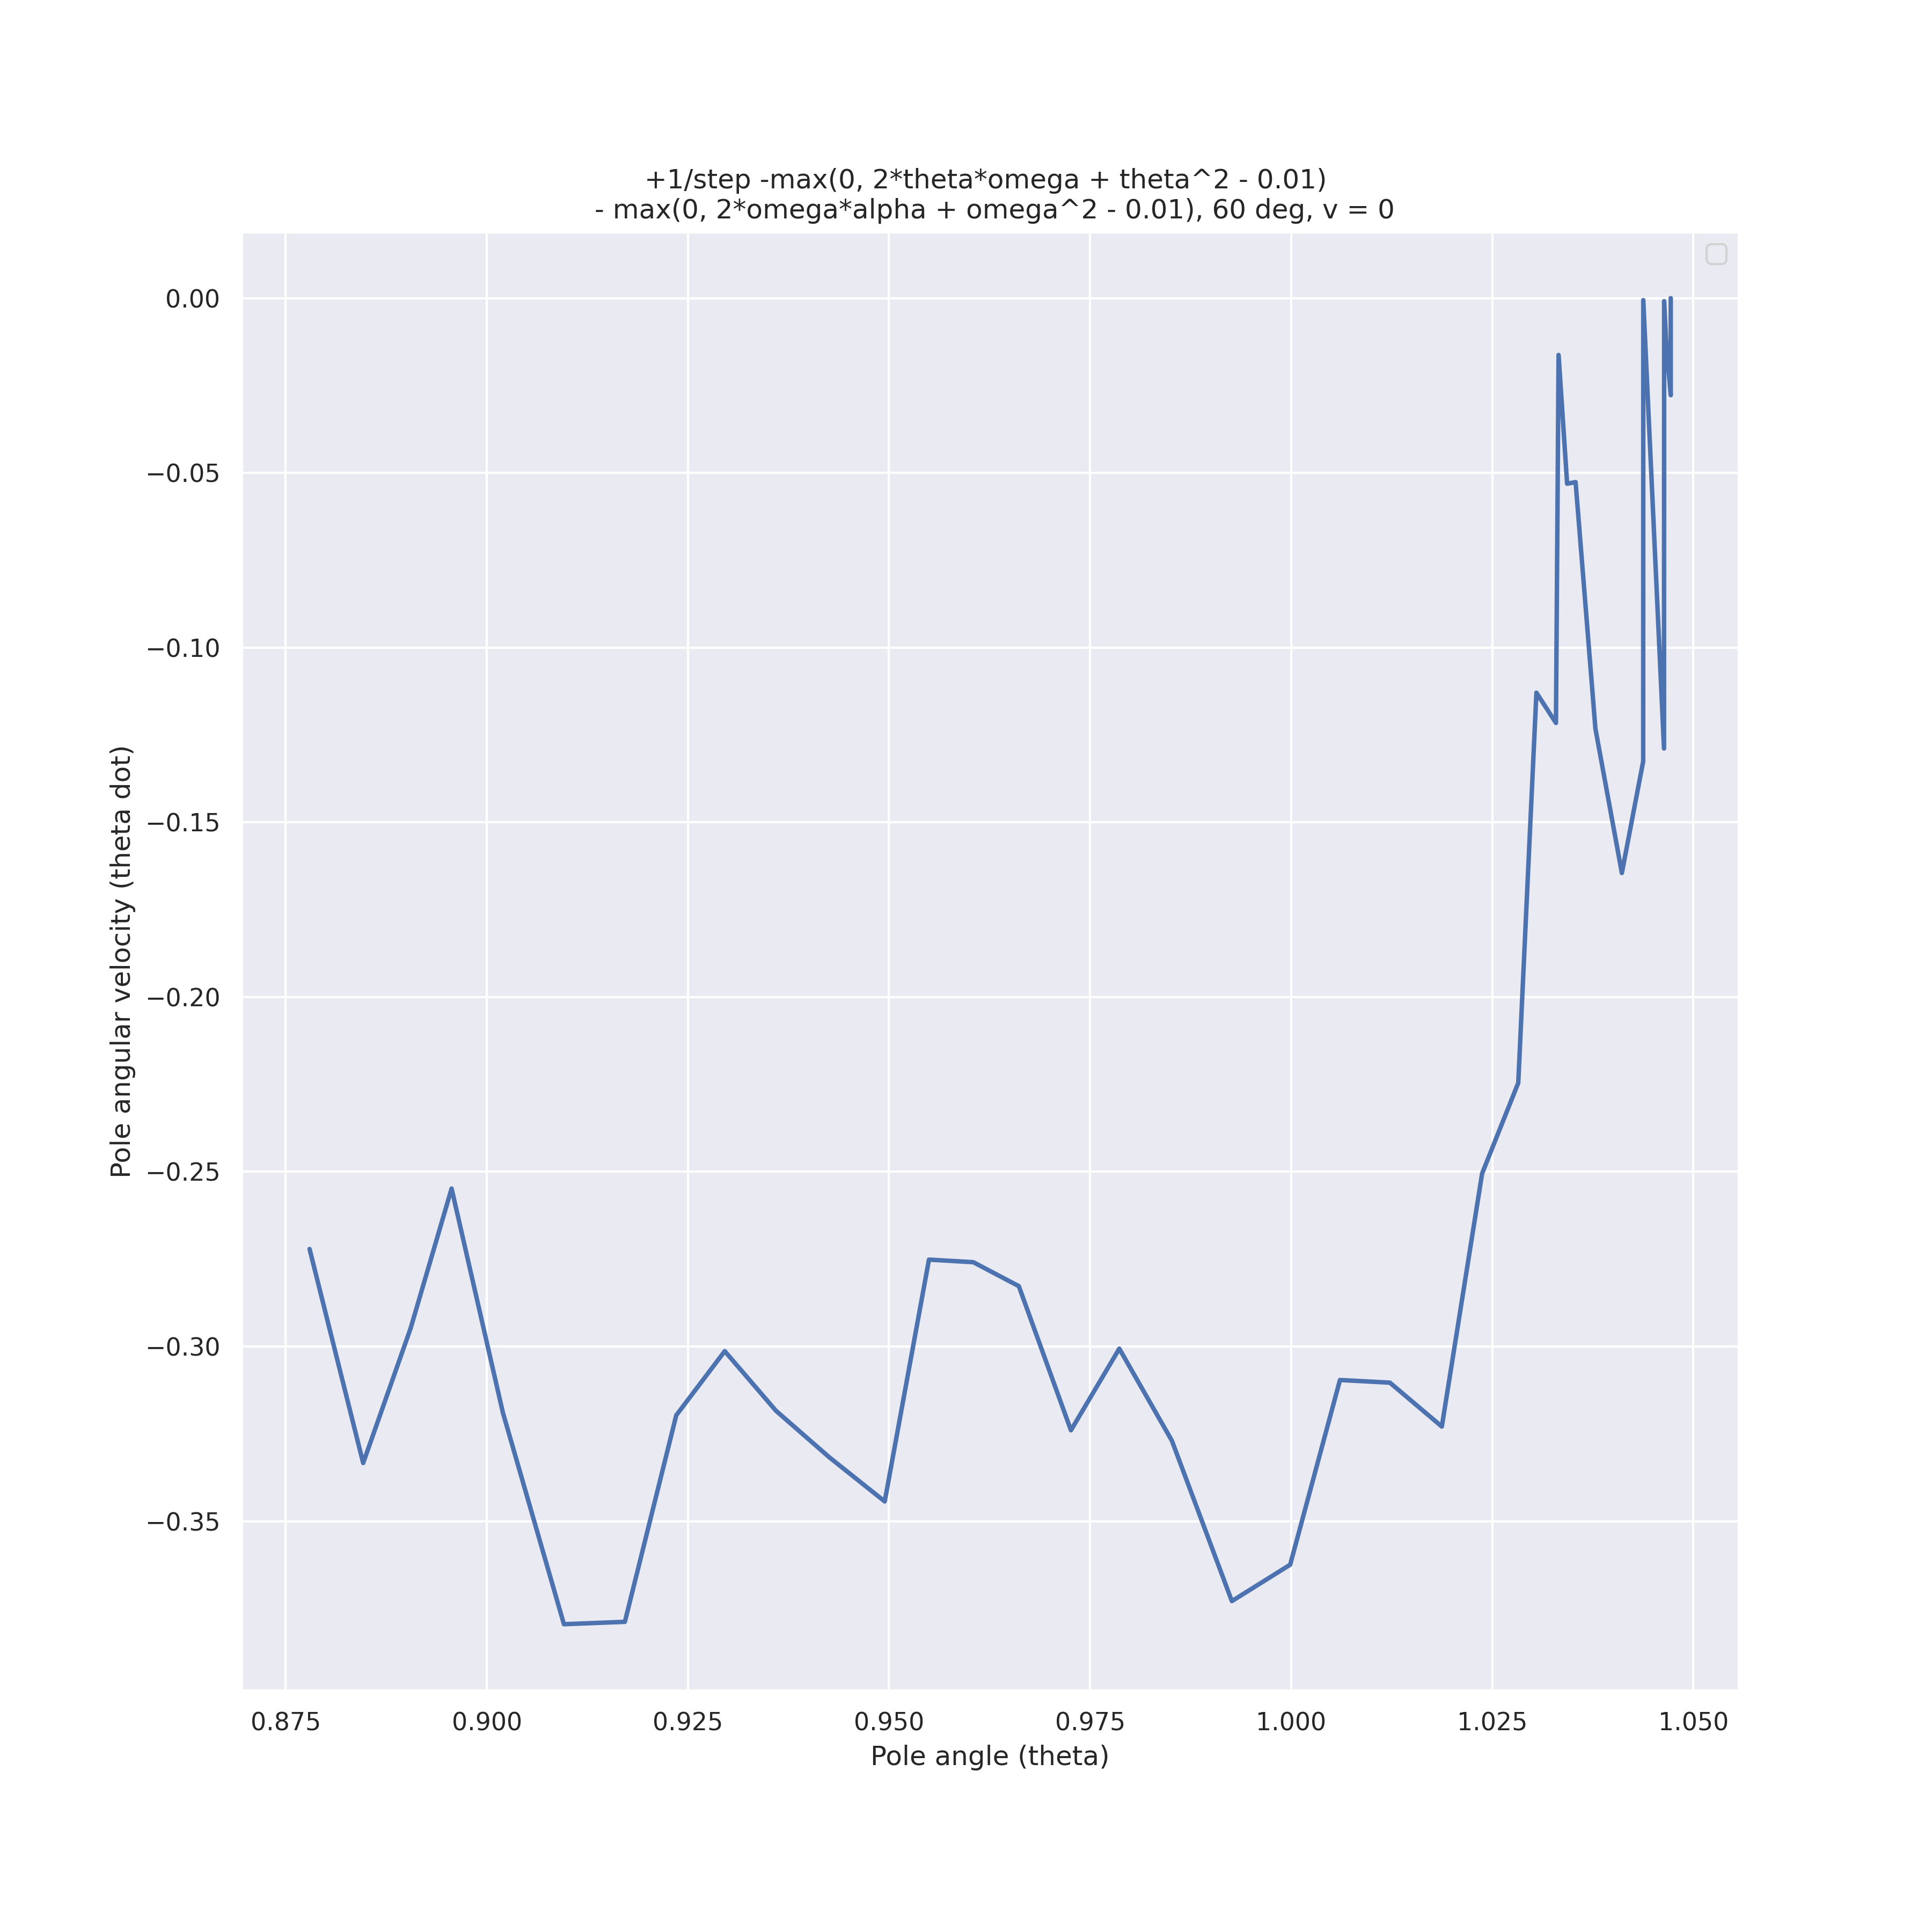 +1/step -max(0, 2*theta*omega + theta^2 - 0.01)
- max(0, 2*omega*alpha + omega^2 - 0.01), 60 deg, v = 0
0.00
−0.05
−0.10
−0.15
−0.20
−0.25
−0.30
−0.35
Pole angular velocity (theta dot)
0.875 0.900 0.925 0.950 0.975 1.000 1.025 1.050
Pole angle (theta)